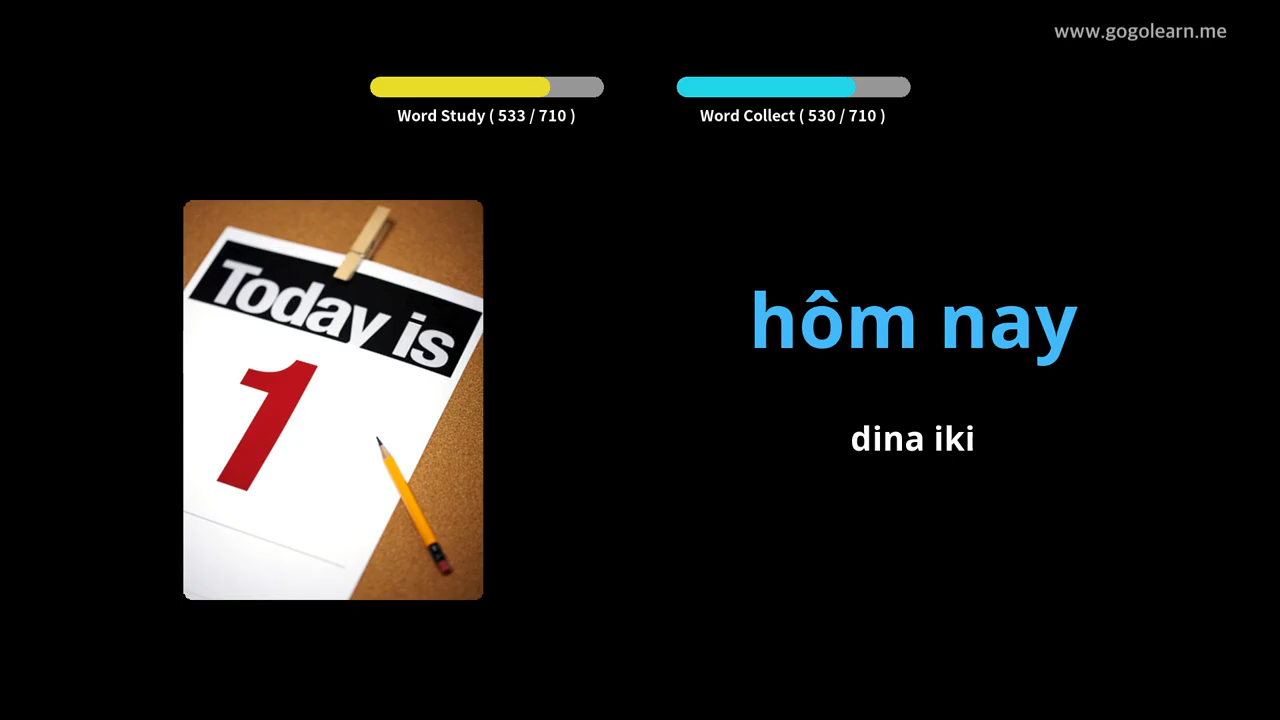 www.gogolearn.me
Word Study ( 533 / 710 )
Word Collect ( 530 / 710 )
Today is
1
hôm nay
dina iki